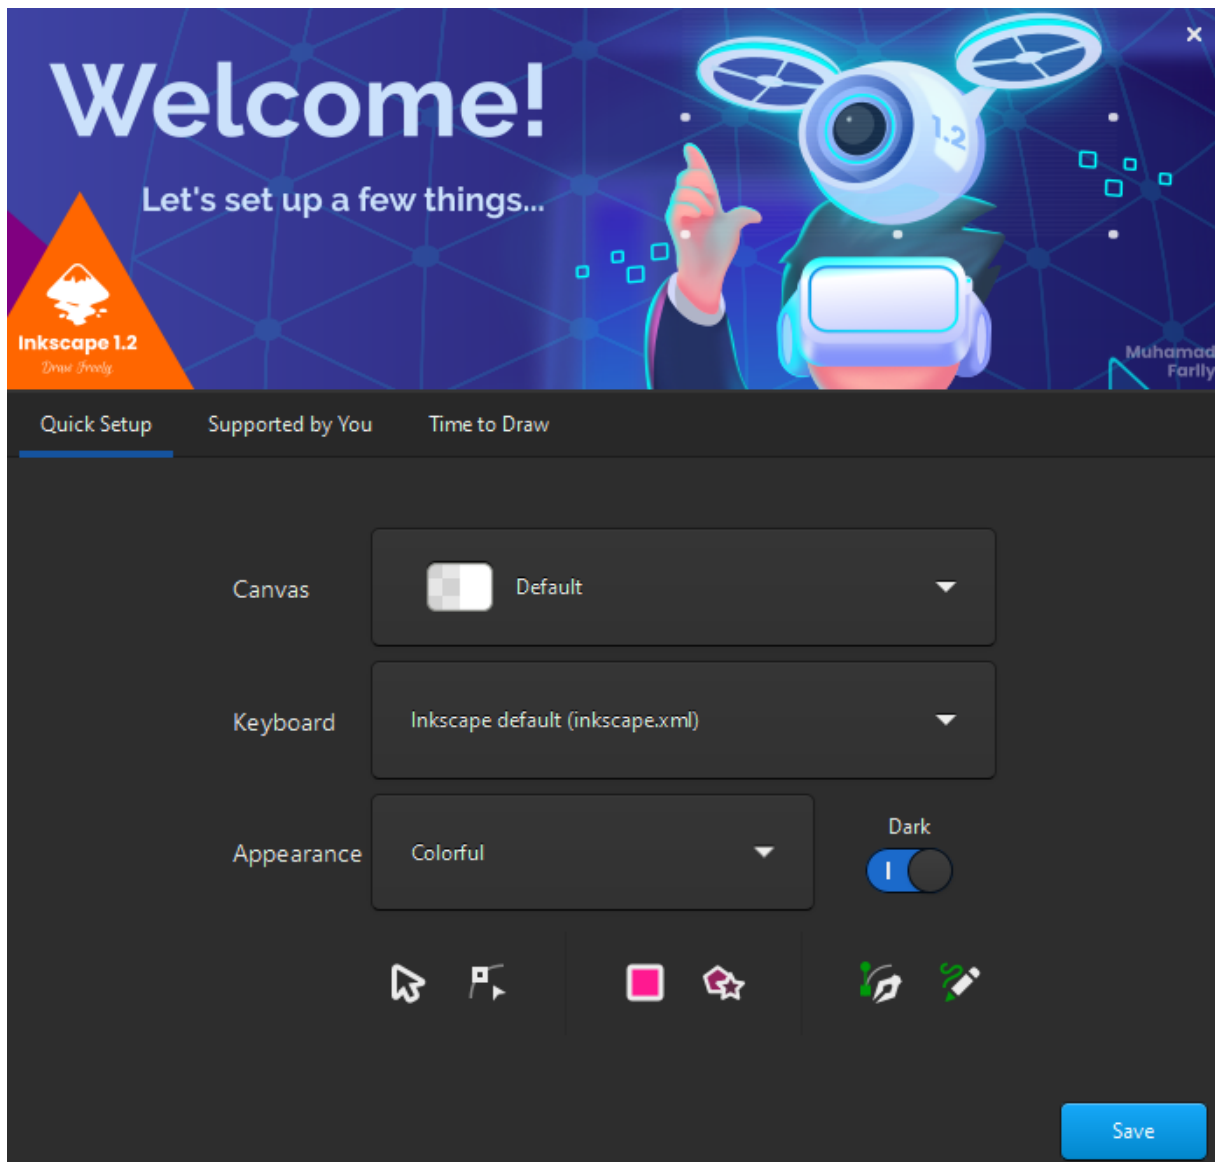 Welcome!
1.2
Let's set up a few things...
Inkscape 1.2
Draw Freely.
Muhamad
Farlly
Quick Setup
Supported by You
Time to Draw
Canvas
Default
Keyboard
Inkscape default (inkscape.xml)
Dark
Appearance
Colorful
Save